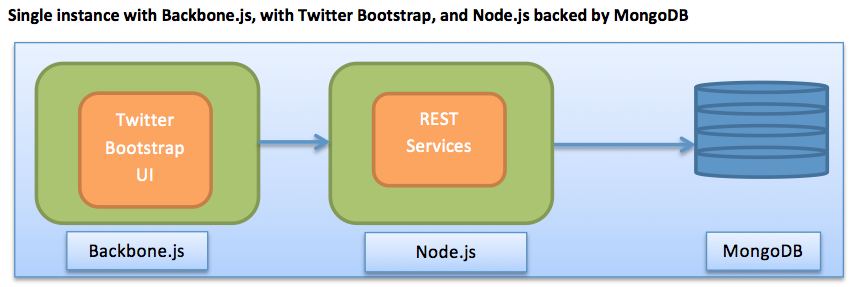 Single instance with Backbone.js, with Twitter Bootstrap, and Node.js backed by MongoDB
Twitter
Bootstrap
UI
REST
Services
Backbone.js
Node.js
MongoDB